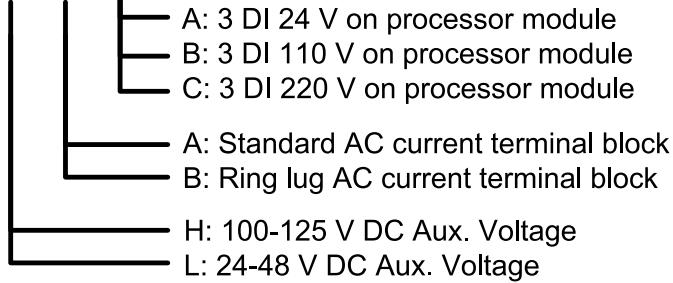 A: 3 DI 24 V on processor module
B: 3 DI 110 V on processor module
C: 3 DI 220 V on processor module
A: Standard AC current terminal block
B: Ring lug AC current terminal block
H: 100-125 V DC Aux. Voltage
L: 24-48 V DC Aux. Voltage